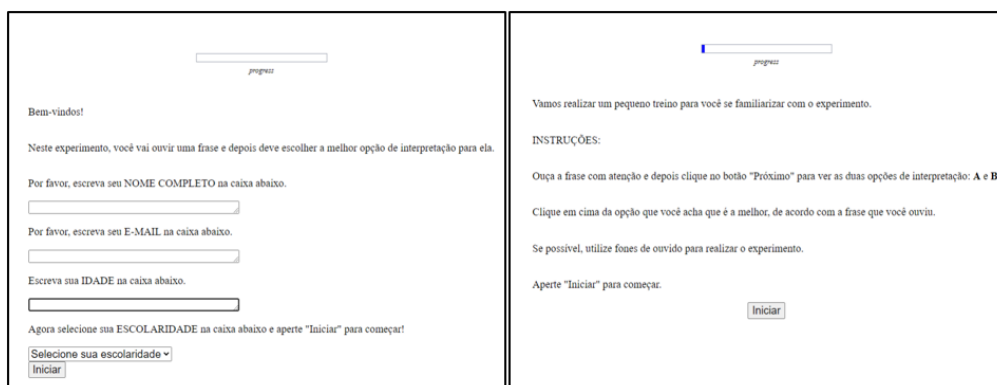 progress
Bem-vindos!
Neste experimento, você vai ouvir uma frase e depois deve escolher a melhor opção de interpretação para ela.
Por favor, escreva seu NOME COMPLETO na caixa abaixo.
Por favor, escreva seu E-MAIL na caixa abaixo.
Escreva sua IDADE na caixa abaixo.
Agora selecione sua ESCOLARIDADE na caixa abaixo e aperte "Iniciar" para começar!
Selecione sua escolaridade
Iniciar
progress
Vamos realizar um pequeno treino para você se familiarizar com o experimento.
INSTRUÇÕES:
Ouça a frase com atenção e depois clique no botão "Próximo" para ver as duas opções de interpretação: A e B
Clique em cima da opção que você acha que é a melhor, de acordo com a frase que você ouviu.
Se possível, utilize fones de ouvido para realizar o experimento.
Aperte "Iniciar" para começar.
Iniciar